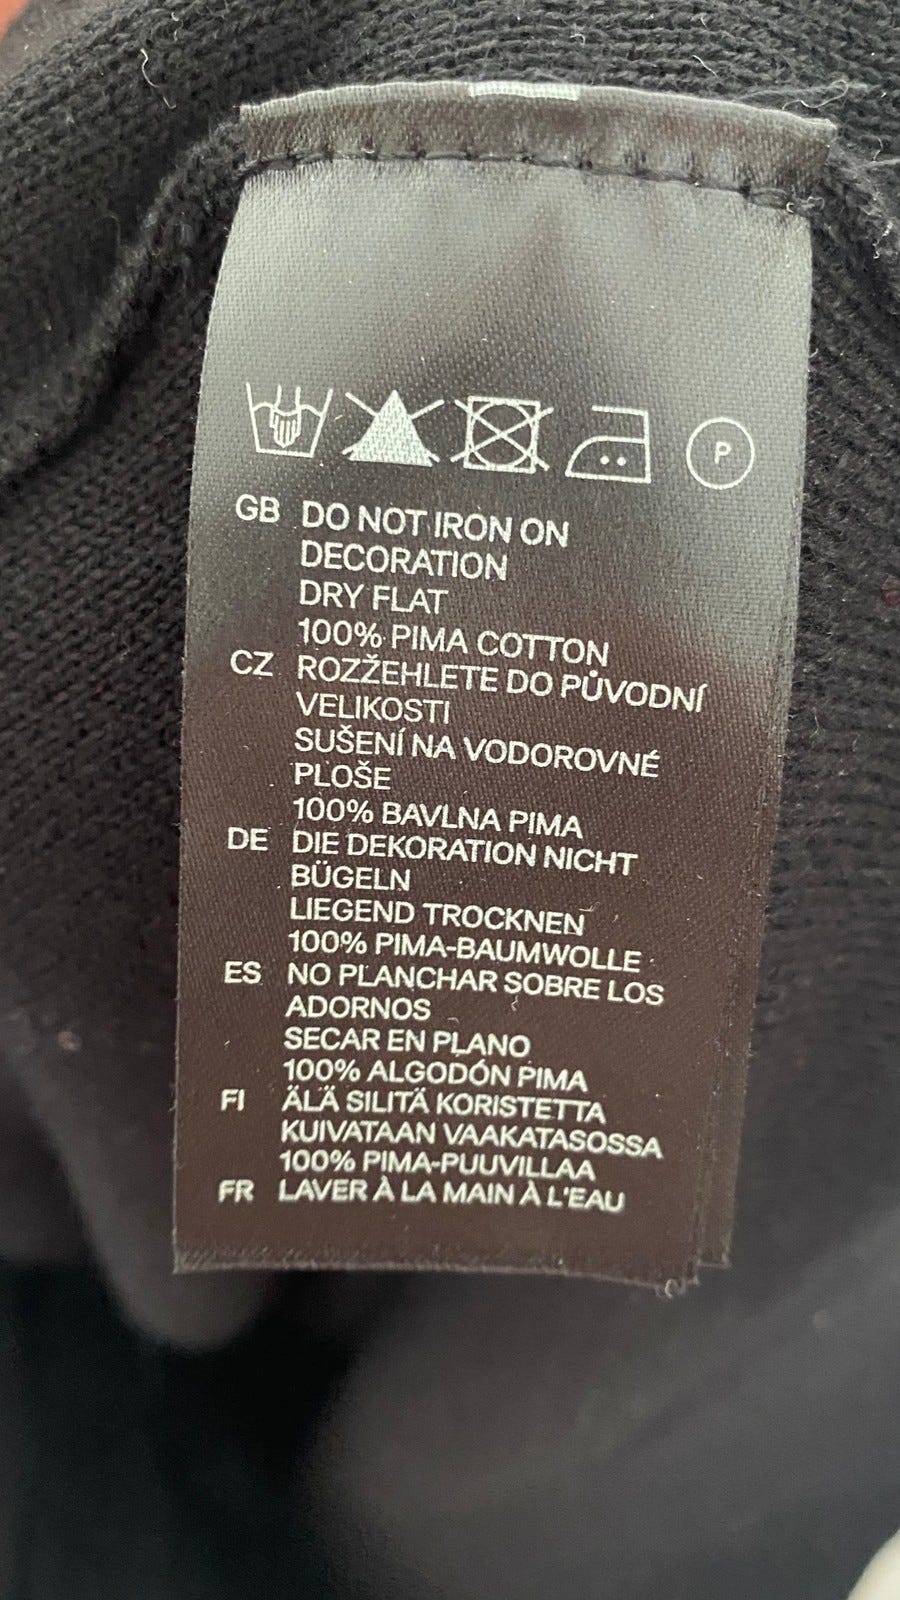 P
GB DO NOT IRON ON
DECORATION
DRY FLAT
100% PIMA COTTON
CZ ROZŽEHLETE DO PŮVODNÍ
VELIKOSTI
SUŠENÍ NA VODOROVNÉ
PLOŠE
100% BAVLNA PIMA
DE DIE DEKORATION NICHT
BÜGELN
LIEGEND TROCKNEN
100% PIMA-BAUMWOLLE
ES NO PLANCHAR SOBRE LOS
ADORNOS
SECAR EN PLANO
100% ALGODÓN PIMA
FI ÄLÄ SILITÄ KORISTETTA
KUIVATAAN VAAKATASOSSA
100% PIMA-PUUVILLAA
FR LAVER À LA MAIN À L'EAU